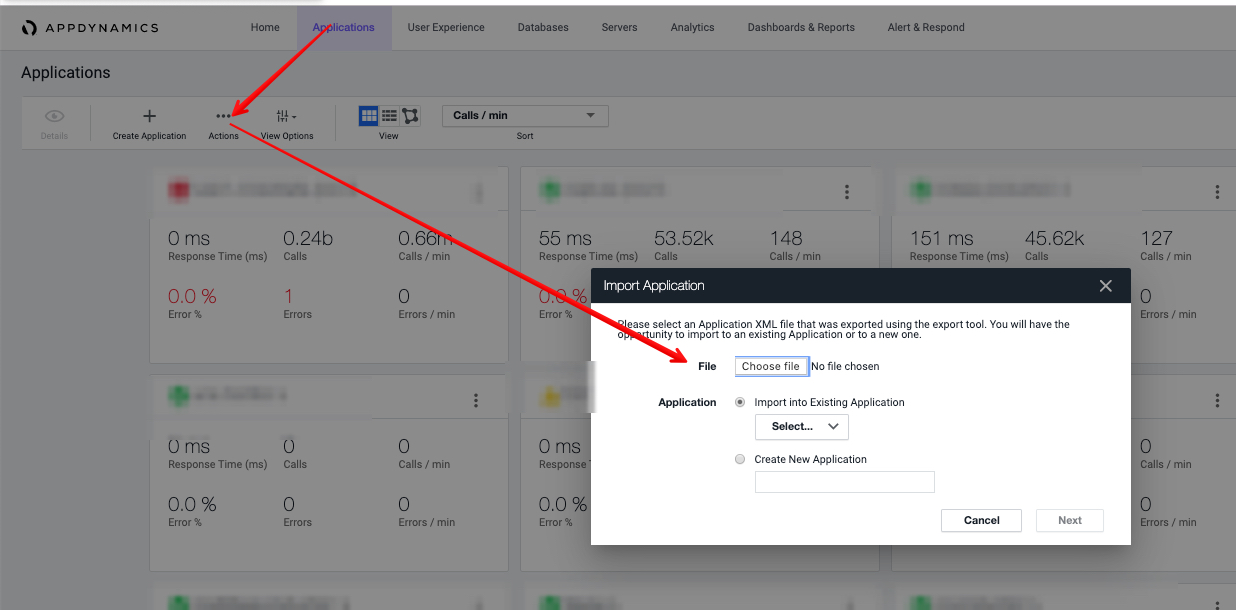 APPDYNAMICS
Home
Applications
User Experience
Databases
Servers
Analytics
Dashboards & Reports
Alert & Respond
Applications
Details
Create Application
Actions
View Options
View
Calls / min
Sort
0 ms
0.24b
0.66m
Response Time (ms)
Calls
Calls / min
0.0 %
1
0
Error %
Errors
Errors / min
55 ms
53.52k
148
Response Time (ms)
Calls
Calls / min
0.0 %
Error %
151 ms
45.62k
127
Response Time (ms)
Calls
Calls / min
0
Errors / min
Import Application
Please select an Application XML file that was exported using the export tool. You will have the
opportunity to import to an existing Application or to a new one.
File
Choose file
No file chosen
Application
Import into Existing Application
Select...
Create New Application
Cancel
Next
0 ms
0
0
Response Time (ms)
Calls
Calls / min
0.0 %
0
0
Error %
Errors
Errors / min
0 ms
Response
0.0 %
Error %
0
Calls / min
0
Errors / min